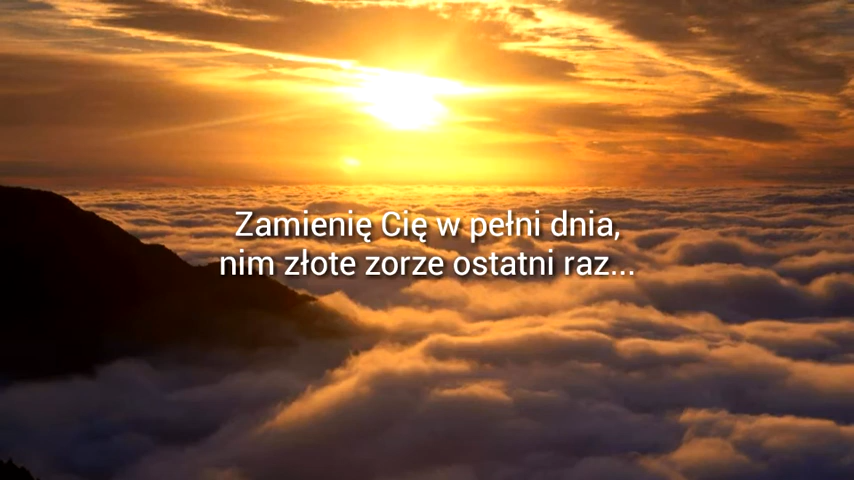 Zamienię Cię w pełni dnia,
nim złote zorze ostatni raz...